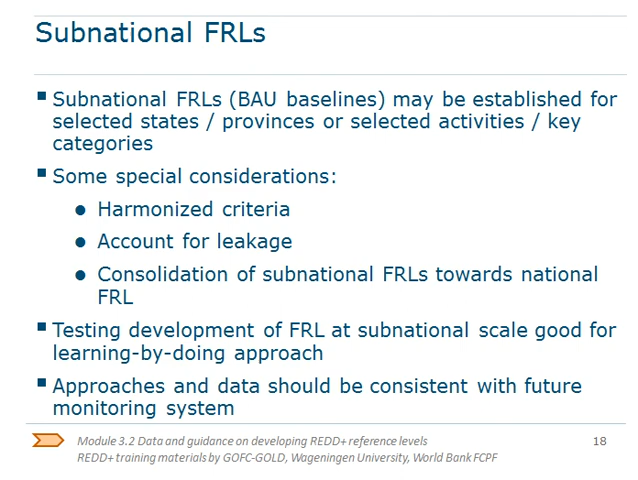 Subnational FRLs
Subnational FRLs (BAU baselines) may be established for
selected states / provinces or selected activities / key
categories
Some special considerations:
Harmonized criteria
Account for leakage
Consolidation of subnational FRLs towards national
FRL
Testing development of FRL at subnational scale good for
learning-by-doing approach
Approaches and data should be consistent with future
monitoring system
Module 3.2 Data and guidance on developing REDD+ reference levels
REDD+ training materials by GOFC-GOLD, Wageningen University, World Bank FCPF
18